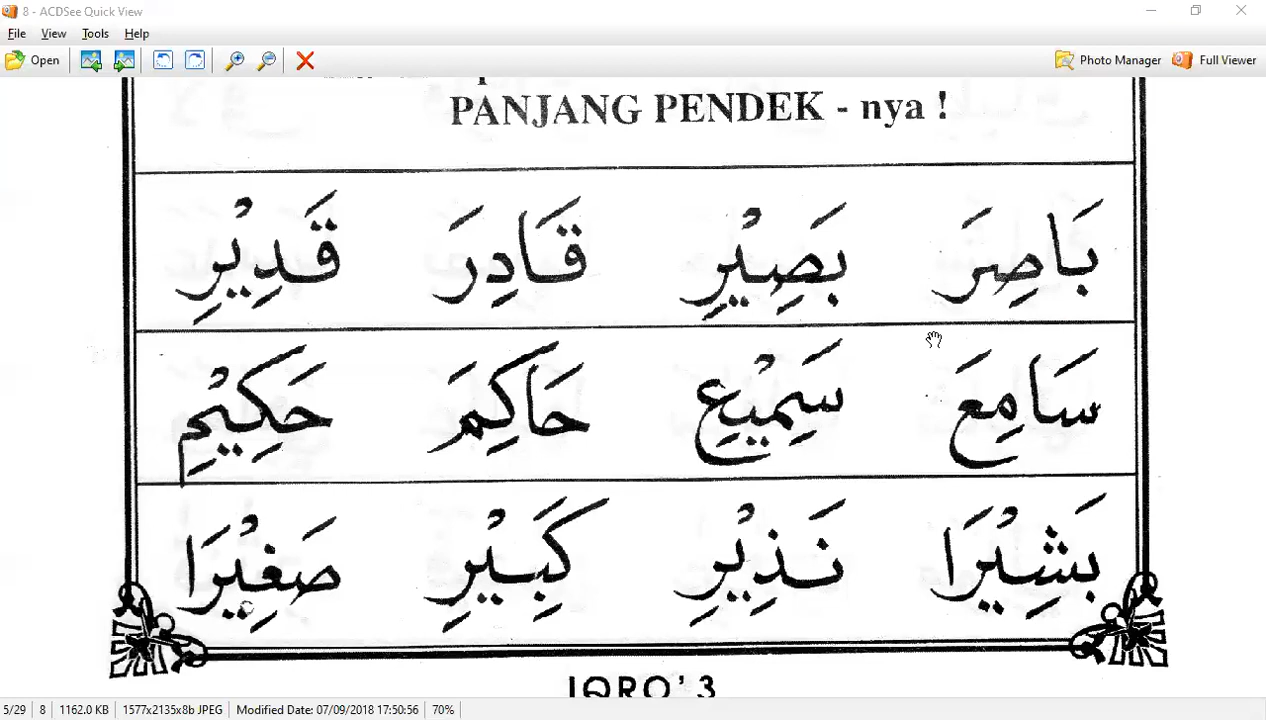 8 - ACDSee Quick View
File View Tools Help
Open Photo Manager Full Viewer
PANJANG PENDEK - nya !
بَاصِرَ بَصِيْرِ قَادِرَ قَدِيْرِ
سَامِعَ سَمِيْعِ حَاكِمَ حَكِيْمِ
بَشِيْرَا نَذِيْرِ كَبِيْرِ صَغِيْرَا
IQRO' 3
5/29 8 1162.0 KB 1577x2135x8b JPEG Modified Date: 07/09/2018 17:50:56 70%